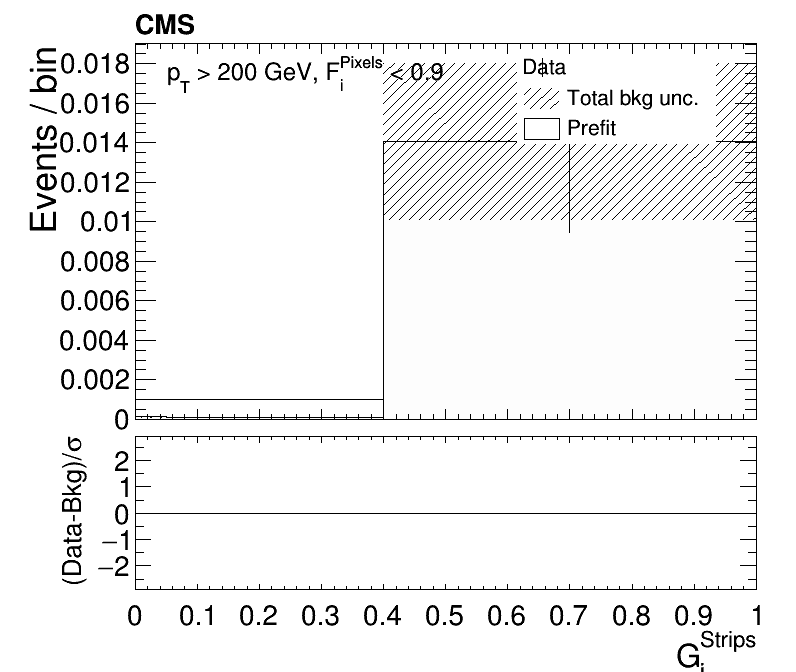 CMS
Events / bin
0.018
0.016
0.014
0.012
0.01
0.008
0.006
0.004
0.002
0
p_T > 200 GeV, F_i^Pixels < 0.9
Data
Total bkg unc.
Prefit
(Data-Bkg)/σ
2
1
0
−1
−2
0 0.1 0.2 0.3 0.4 0.5 0.6 0.7 0.8 0.9 1
G_i^Strips